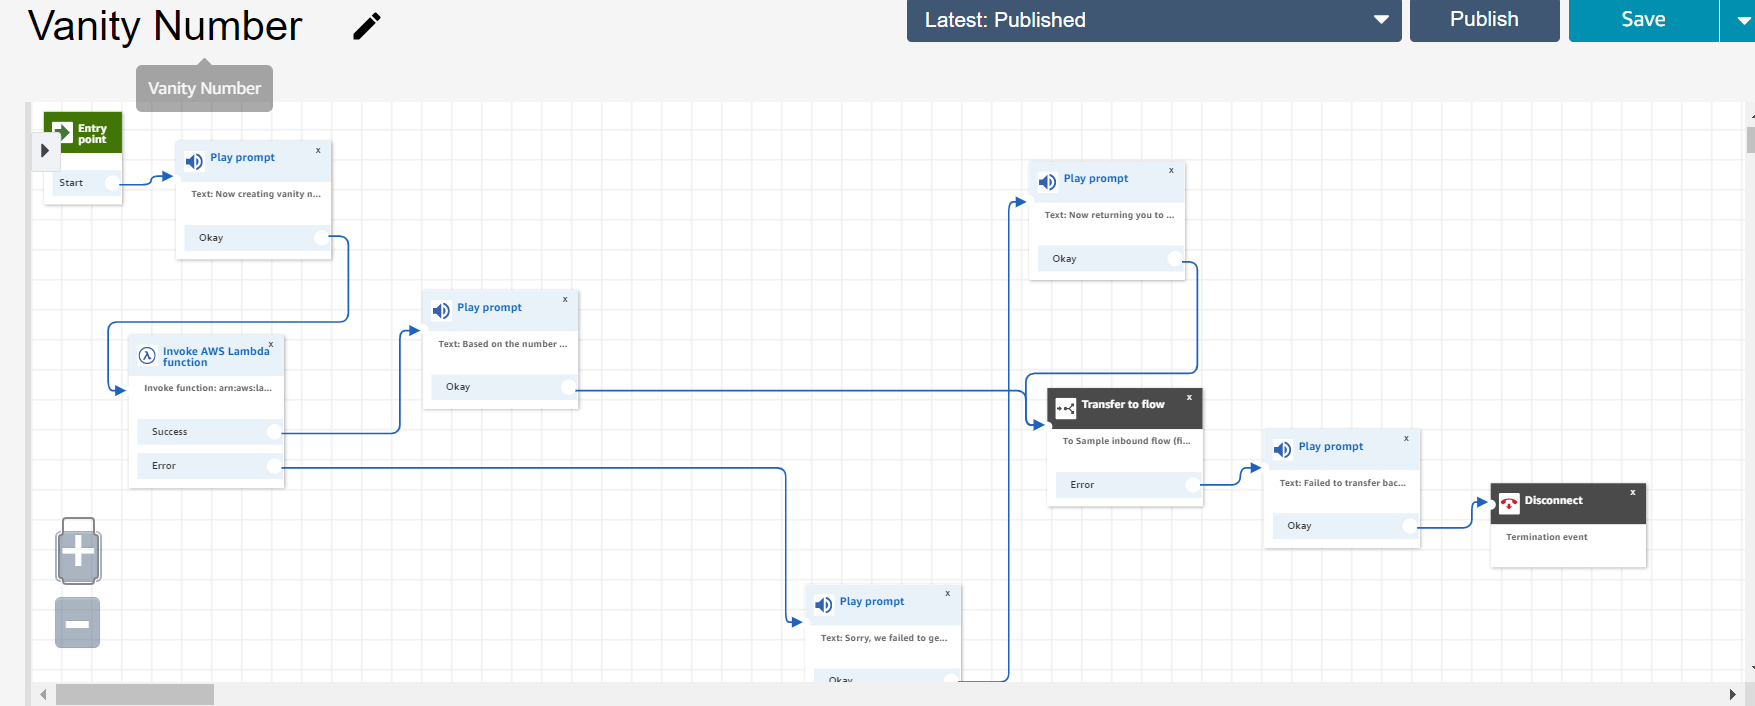 Vanity Number
Latest: Published
Publish
Save
Vanity Number
Entry
point
Start
Play prompt
x
Text: Now creating vanity n...
Okay
Play prompt
x
Text: Now returning you to ...
Okay
Play prompt
x
Text: Based on the number ...
Okay
Invoke AWS Lambda
function
x
Invoke function: arn:aws:la...
Success
Error
Transfer to flow
x
To Sample inbound flow (fi...
Error
Play prompt
x
Text: Failed to transfer bac...
Okay
Disconnect
x
Termination event
Play prompt
x
Text: Sorry, we failed to ge...
Okay